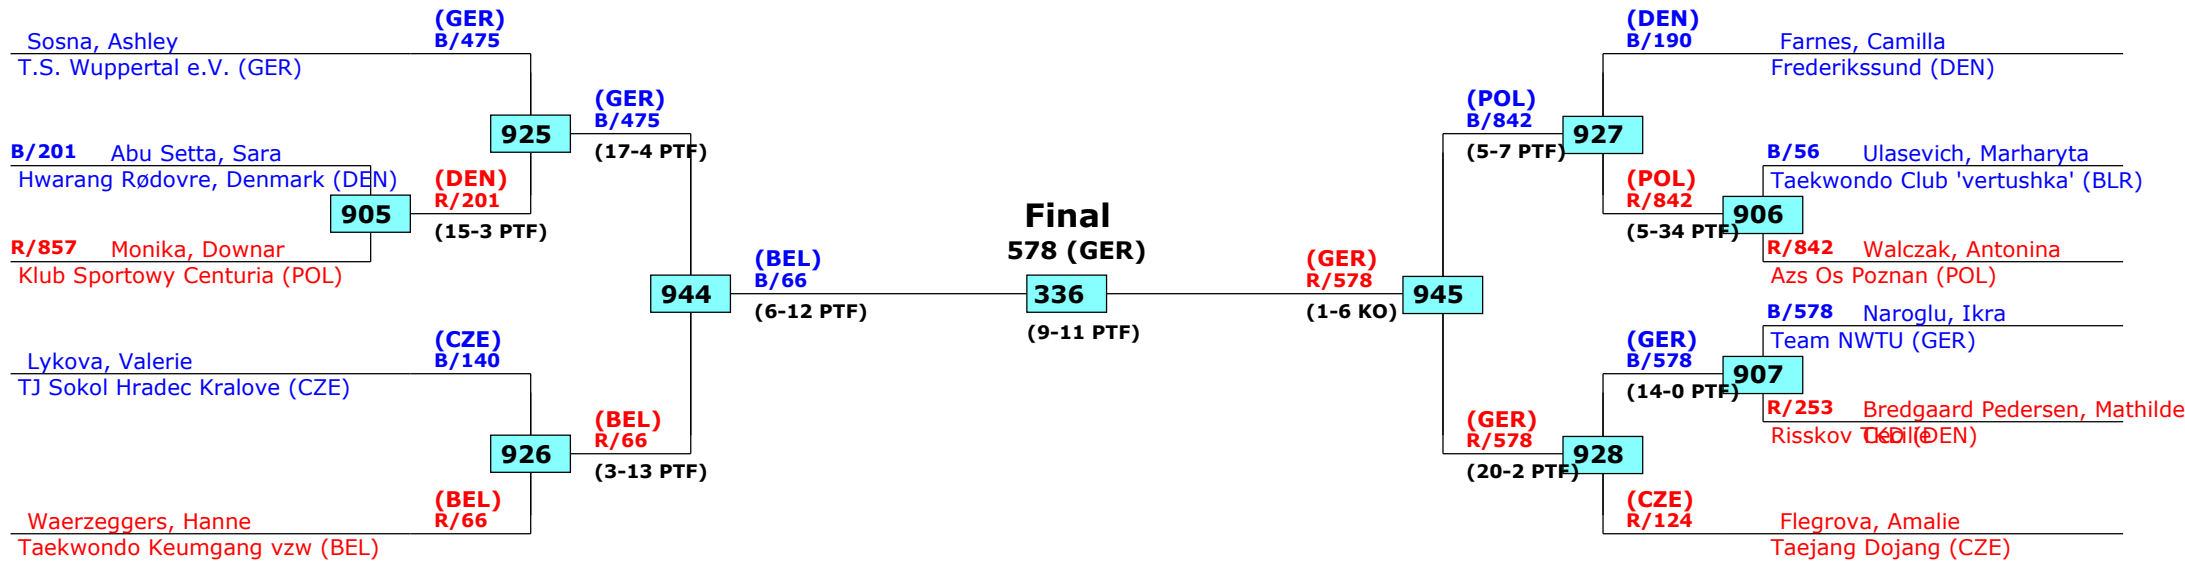 (GER)
B/475
Sosna, Ashley
T.S. Wuppertal e.V. (GER)
925
(GER)
B/475
(17-4 PTF)
B/201 Abu Setta, Sara
Hwarang Rødovre, Denmark (DEN)
905
(DEN)
R/201
(15-3 PTF)
R/857 Monika, Downar
Klub Sportowy Centuria (POL)
944
(BEL)
B/66
(6-12 PTF)
(CZE)
B/140
Lykova, Valerie
TJ Sokol Hradec Kralove (CZE)
926
(BEL)
R/66
(3-13 PTF)
(BEL)
R/66
Waerzeggers, Hanne
Taekwondo Keumgang vzw (BEL)
Final
578 (GER)
336
(9-11 PTF)
(GER)
R/578
(1-6 KO)
945
(POL)
B/842
(5-7 PTF)
927
(DEN)
B/190
Farnes, Camilla
Frederikssund (DEN)
(POL)
R/842
(5-34 PTF)
906
B/56 Ulasevich, Marharyta
Taekwondo Club 'vertushka' (BLR)
R/842 Walczak, Antonina
Azs Os Poznan (POL)
B/578 Naroglu, Ikra
Team NWTU (GER)
(GER)
B/578
(14-0 PTF)
907
R/253 Bredgaard Pedersen, Mathilde
Cecilie
Risskov TKD (DEN)
(GER)
R/578
(20-2 PTF)
928
(CZE)
R/124
Flegrova, Amalie
Taejang Dojang (CZE)